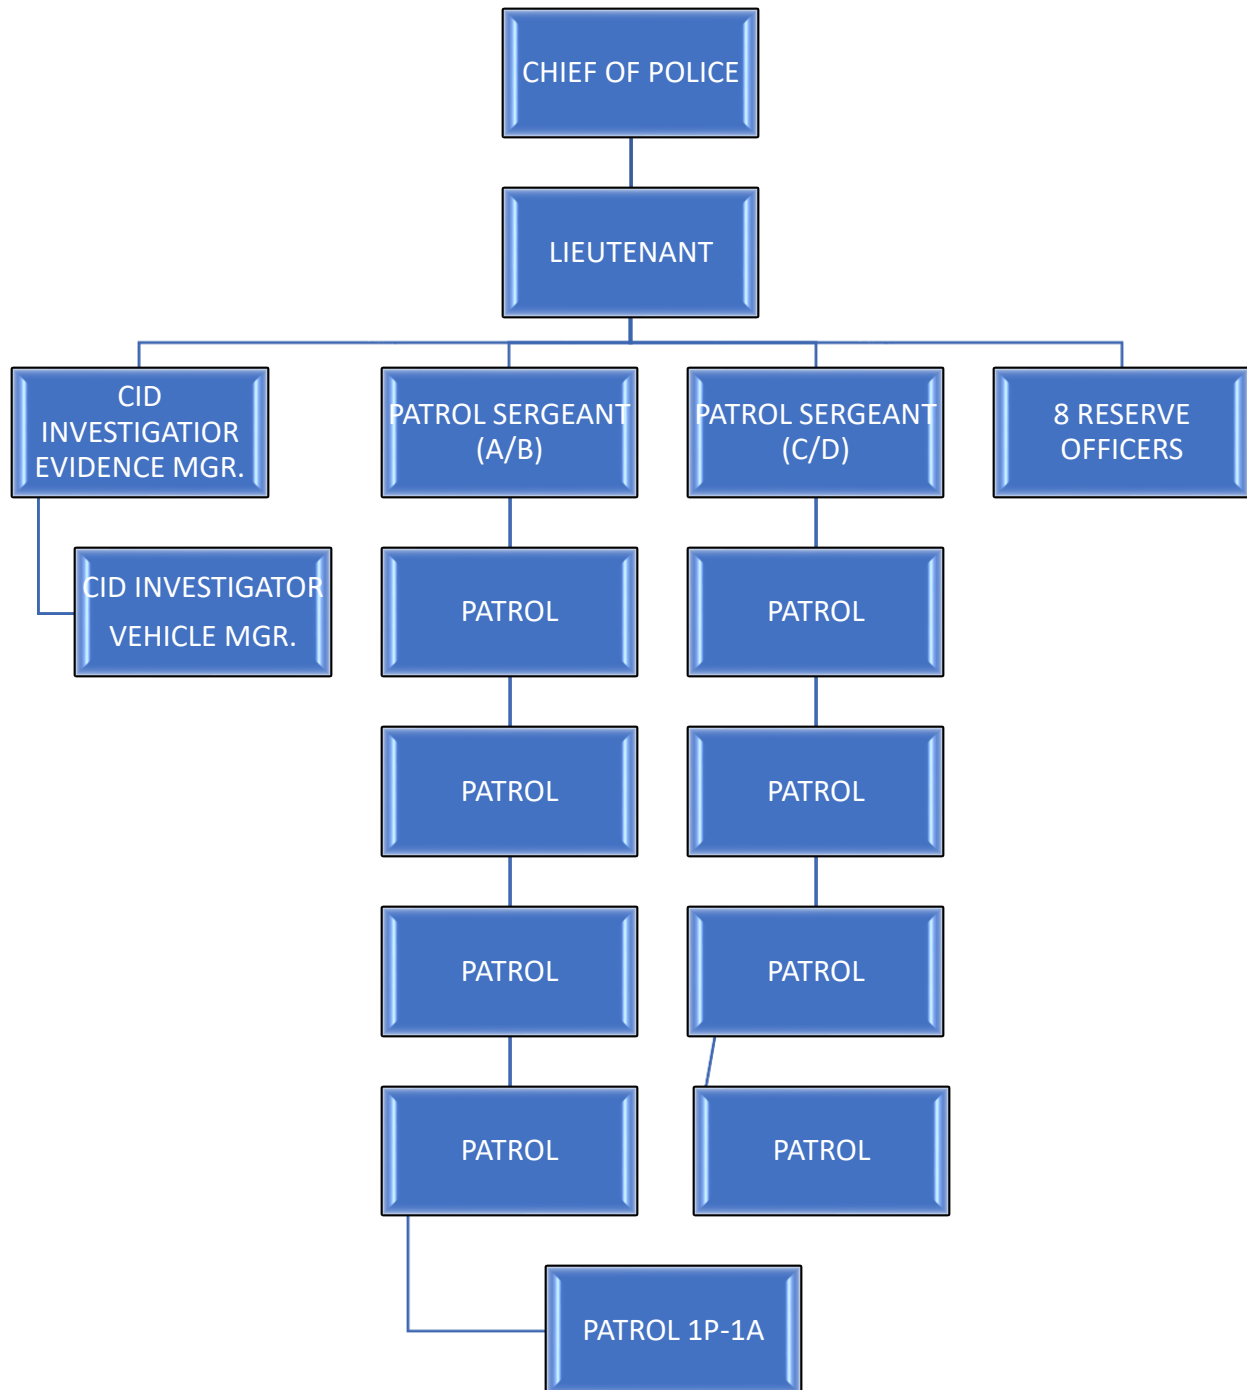 CHIEF OF POLICE
LIEUTENANT
CID
INVESTIGATIOR
EVIDENCE MGR.
PATROL SERGEANT
(A/B)
PATROL SERGEANT
(C/D)
8 RESERVE
OFFICERS
CID INVESTIGATOR
VEHICLE MGR.
PATROL
PATROL
PATROL
PATROL
PATROL
PATROL
PATROL
PATROL
PATROL 1P-1A